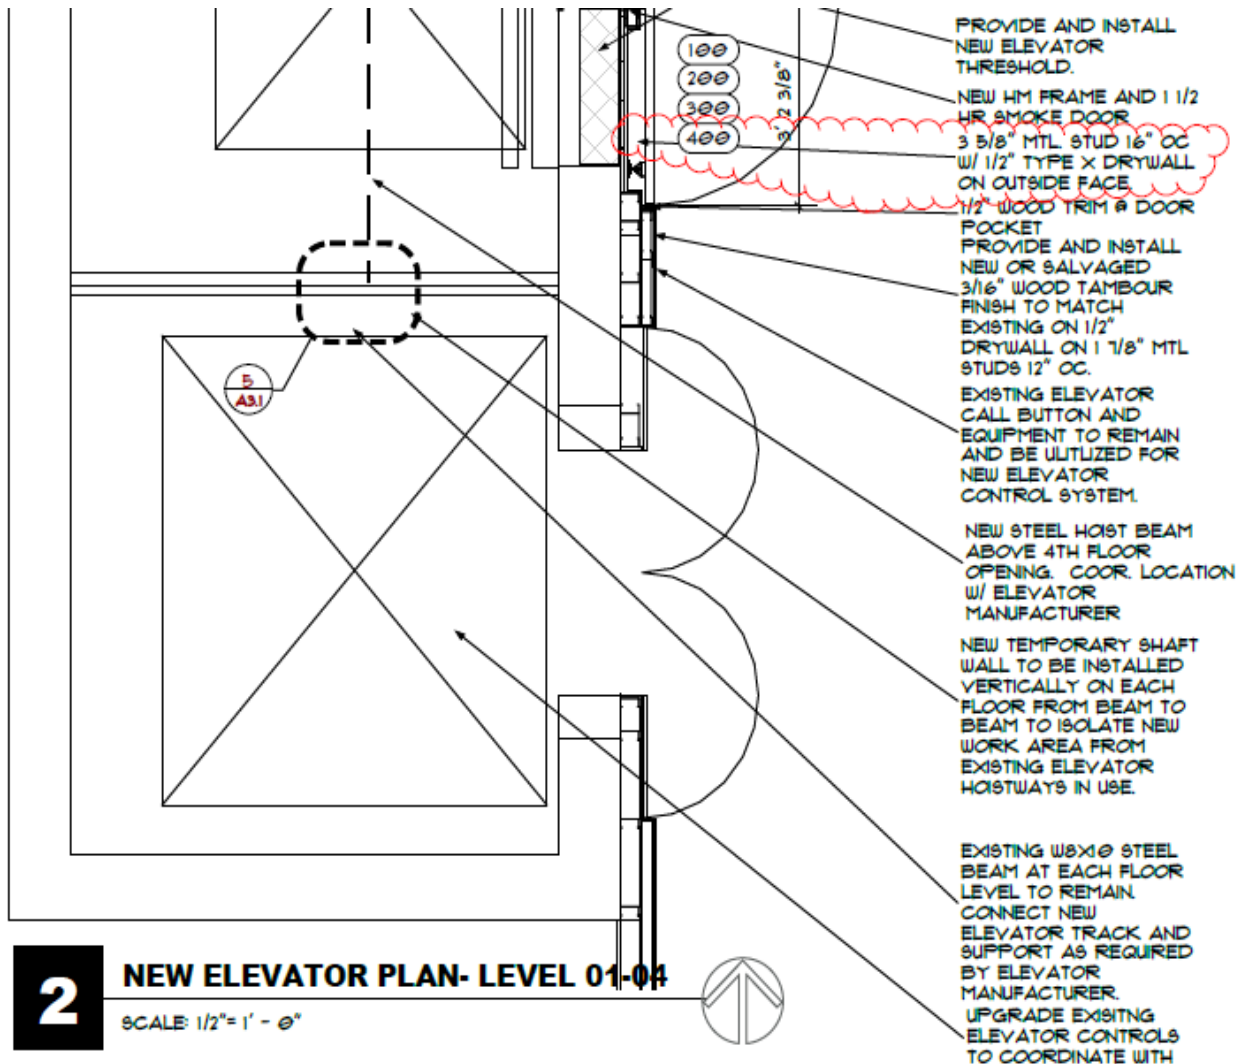 PROVIDE AND INSTALL
NEW ELEVATOR
THRESHOLD.
NEW HM FRAME AND 1 1/2
HR SMOKE DOOR
3 5/8" MTL. STUD 16" OC
W/ 1/2" TYPE X DRYWALL
ON OUTSIDE FACE.
1/2" WOOD TRIM @ DOOR
POCKET
PROVIDE AND INSTALL
NEW OR SALVAGED
3/16" WOOD TAMBOUR
FINISH TO MATCH
EXISTING ON 1/2"
DRYWALL ON 1 7/8" MTL
STUDS 12" OC.
EXISTING ELEVATOR
CALL BUTTON AND
EQUIPMENT TO REMAIN
AND BE ULITLIZED FOR
NEW ELEVATOR
CONTROL SYSTEM.
NEW STEEL HOIST BEAM
ABOVE 4TH FLOOR
OPENING. COOR. LOCATION
W/ ELEVATOR
MANUFACTURER
NEW TEMPORARY SHAFT
WALL TO BE INSTALLED
VERTICALLY ON EACH
FLOOR FROM BEAM TO
BEAM TO ISOLATE NEW
WORK AREA FROM
EXISTING ELEVATOR
HOISTWAYS IN USE.
EXISTING W8X10 STEEL
BEAM AT EACH FLOOR
LEVEL TO REMAIN.
CONNECT NEW
ELEVATOR TRACK AND
SUPPORT AS REQUIRED
BY ELEVATOR
MANUFACTURER.
UPGRADE EXISITNG
ELEVATOR CONTROLS
TO COORDINATE WITH
100
200
300
400
3' 2 3/8"
5
A3.1
2
NEW ELEVATOR PLAN- LEVEL 01-04
SCALE: 1/2"= 1' - 0"